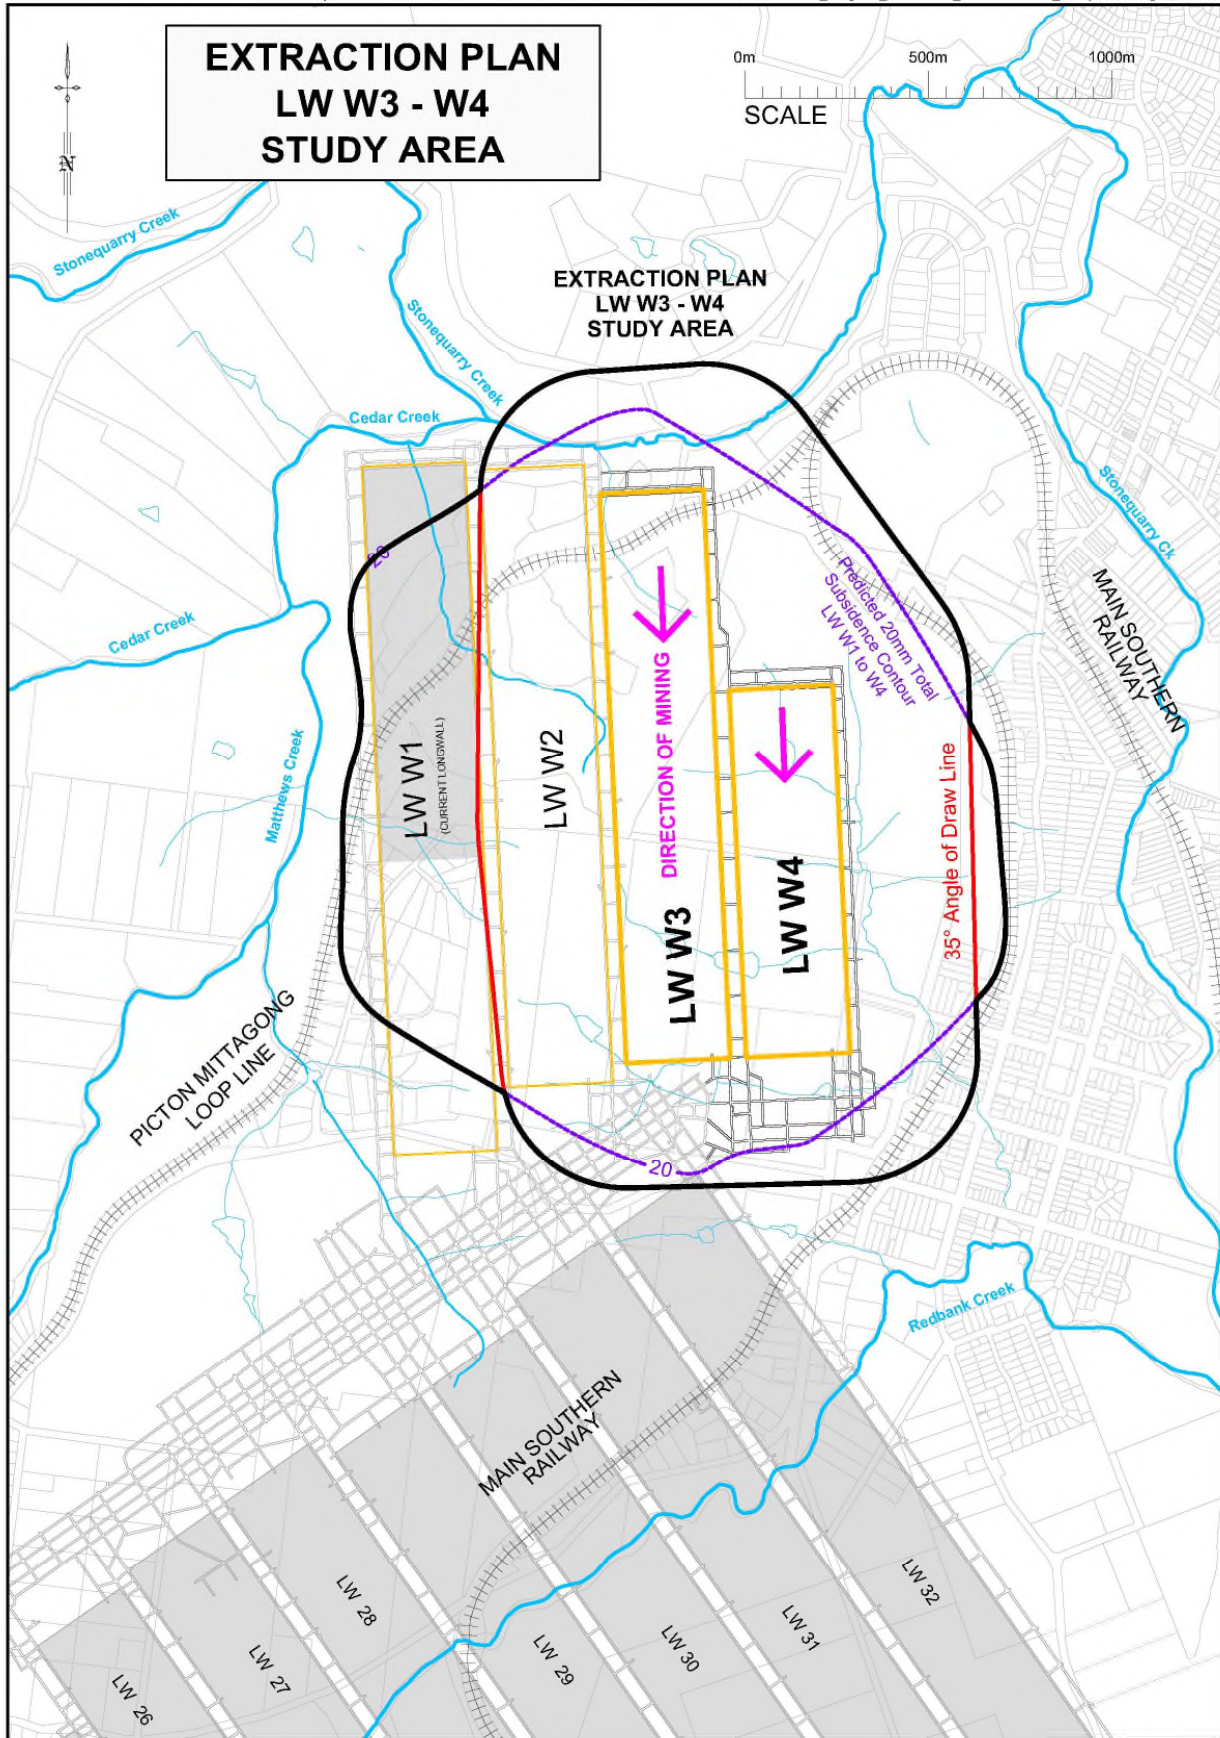 EXTRACTION PLAN
LW W3 - W4
STUDY AREA
0m 500m 1000m
SCALE
N
Stonequarry Creek
EXTRACTION PLAN
LW W3 - W4
STUDY AREA
Stonequarry Creek
Cedar Creek
Stonequarry Ck
20
Predicted 20mm Total
Subsidence Contour
LW W1 to W4
MAIN SOUTHERN
RAILWAY
Cedar Creek
Matthews Creek
LW W1
(CURRENT LONGWALL)
LW W2
DIRECTION OF MINING
LW W3
LW W4
35° Angle of Draw Line
PICTON MITTAGONG
LOOP LINE
20
Redbank Creek
MAIN SOUTHERN
RAILWAY
LW 32
LW 31
LW 30
LW 29
LW 28
LW 27
LW 26